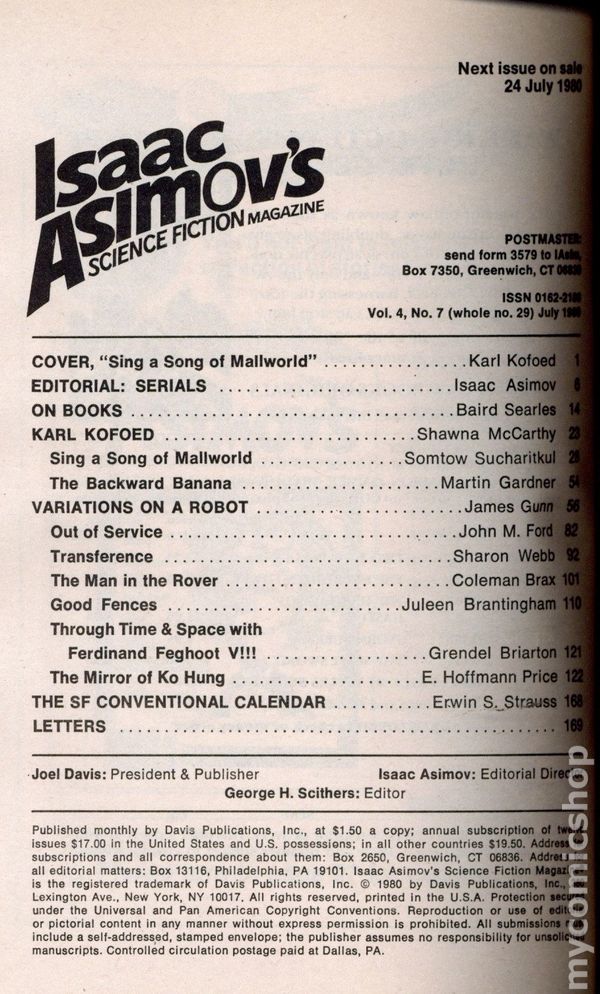 Next issue on sale
24 July 1980
Isaac
Asimov's
SCIENCE FICTION MAGAZINE
POSTMASTER:
send form 3579 to IAsfm,
Box 7350, Greenwich, CT 06836
ISSN 0162-2188
Vol. 4, No. 7 (whole no. 29) July 1980
COVER, "Sing a Song of Mallworld" ................ Karl Kofoed 1
EDITORIAL: SERIALS ......................... Isaac Asimov 6
ON BOOKS .................................. Baird Searles 14
KARL KOFOED ........................... Shawna McCarthy 23
Sing a Song of Mallworld ............... Somtow Sucharitkul 26
The Backward Banana ..................... Martin Gardner 54
VARIATIONS ON A ROBOT ....................... James Gunn 56
Out of Service ............................... John M. Ford 82
Transference ................................ Sharon Webb 92
The Man in the Rover ........................ Coleman Brax 101
Good Fences ......................... Juleen Brantingham 110
Through Time & Space with
Ferdinand Feghoot V!!! ................. Grendel Briarton 121
The Mirror of Ko Hung .................... E. Hoffmann Price 122
THE SF CONVENTIONAL CALENDAR .......... Erwin S. Strauss 168
LETTERS ............................................... 169
Joel Davis: President & Publisher Isaac Asimov: Editorial Director
George H. Scithers: Editor
Published monthly by Davis Publications, Inc., at $1.50 a copy; annual subscription of twelve
issues $17.00 in the United States and U.S. possessions; in all other countries $19.50. Address
subscriptions and all correspondence about them: Box 2650, Greenwich, CT 06836. Address
all editorial matters: Box 13116, Philadelphia, PA 19101. Isaac Asimov's Science Fiction Magazine
is the registered trademark of Davis Publications, Inc. © 1980 by Davis Publications, Inc.,
Lexington Ave., New York, NY 10017. All rights reserved, printed in the U.S.A. Protection secured
under the Universal and Pan American Copyright Conventions. Reproduction or use of editorial
or pictorial content in any manner without express permission is prohibited. All submissions
include a self-addressed, stamped envelope; the publisher assumes no responsibility for unsolicited
manuscripts. Controlled circulation postage paid at Dallas, PA.
mycomicshop